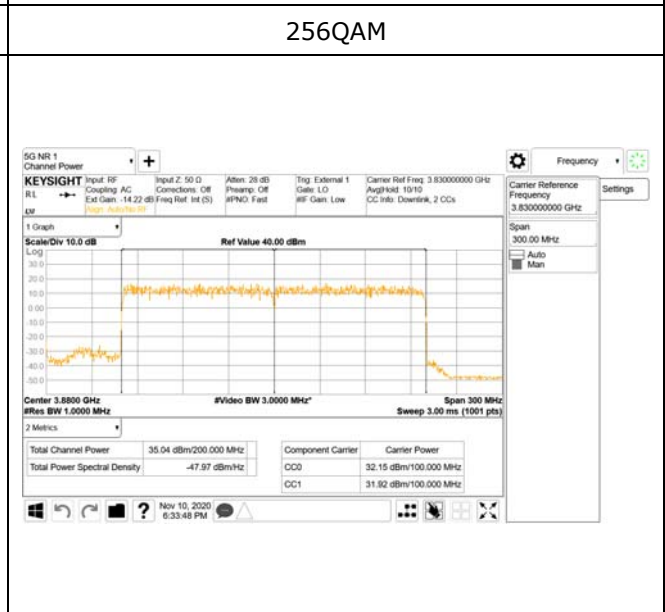 256QAM
5G NR 1
Channel Power
Frequency
KEYSIGHT
RL
Input: RF
Coupling: AC
Ext Gain: -14.22 dB
Align: Auto/No RF
Input Z: 50 Ω
Corrections: Off
Freq Ref: Int (S)
Atten: 28 dB
Preamp: Off
#PNO: Fast
Trig: External 1
Gate: LO
#IF Gain: Low
Carrier Ref Freq: 3.830000000 GHz
Avg|Hold: 10/10
CC Info: Downlink, 2 CCs
Carrier Reference
Frequency
3.830000000 GHz
Settings
Span
300.00 MHz
Auto
Man
1 Graph
Scale/Div 10.0 dB
Ref Value 40.00 dBm
Log
30.0
20.0
10.0
0.00
-10.0
-20.0
-30.0
-40.0
-50.0
Center 3.8800 GHz
#Video BW 3.0000 MHz*
Span 300 MHz
#Res BW 1.0000 MHz
Sweep 3.00 ms (1001 pts)
2 Metrics
Total Channel Power 35.04 dBm/200.000 MHz
Total Power Spectral Density -47.97 dBm/Hz
Component Carrier Carrier Power
CC0 32.15 dBm/100.000 MHz
CC1 31.92 dBm/100.000 MHz
Nov 10, 2020
6:33:48 PM